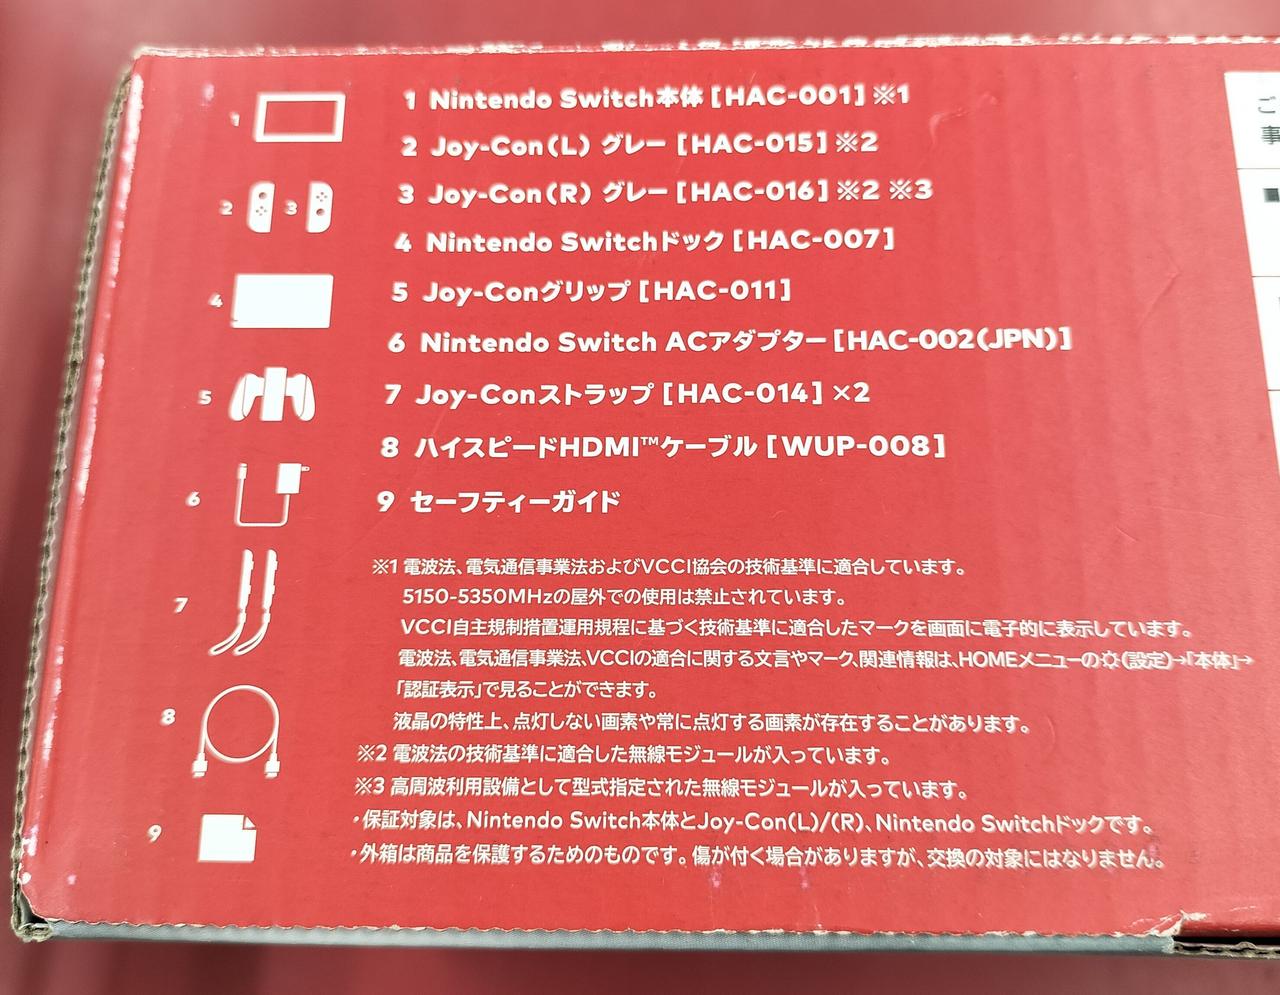 1 Nintendo Switch本体 [HAC-001] ※1
2 Joy-Con(L) グレー [HAC-015] ※2
3 Joy-Con(R) グレー [HAC-016] ※2 ※3
4 Nintendo Switchドック [HAC-007]
5 Joy-Conグリップ [HAC-011]
6 Nintendo Switch ACアダプター [HAC-002(JPN)]
7 Joy-Conストラップ [HAC-014] ×2
8 ハイスピードHDMI™ケーブル [WUP-008]
9 セーフティーガイド
※1 電波法、電気通信事業法およびVCCI協会の技術基準に適合しています。
5150-5350MHzの屋外での使用は禁止されています。
VCCI自主規制措置運用規程に基づく技術基準に適合したマークを画面に電子的に表示しています。
電波法、電気通信事業法、VCCIの適合に関する文言やマーク、関連情報は、HOMEメニューの(設定)→「本体」→
「認証表示」で見ることができます。
液晶の特性上、点灯しない画素や常に点灯する画素が存在することがあります。
※2 電波法の技術基準に適合した無線モジュールが入っています。
※3 高周波利用設備として型式指定された無線モジュールが入っています。
・保証対象は、Nintendo Switch本体とJoy-Con(L)/(R)、Nintendo Switchドックです。
・外箱は商品を保護するためのものです。傷が付く場合がありますが、交換の対象にはなりません。
1
2 3
4
5
6
7
8
9
ご
事